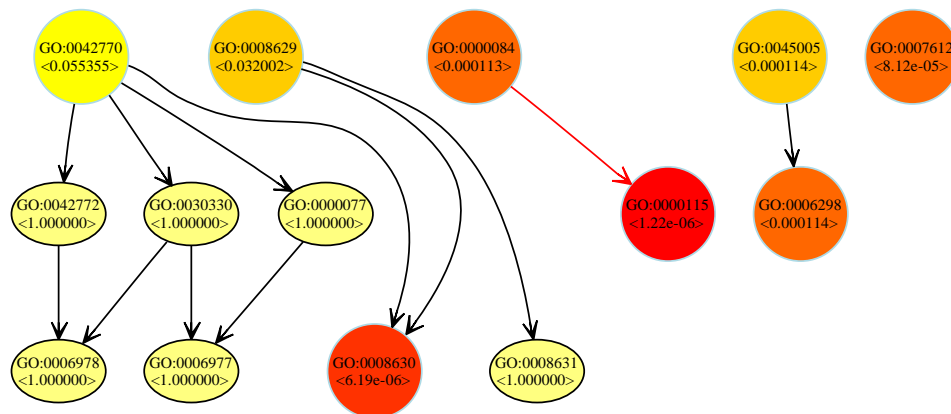 GO:0042770
<0.055355>
GO:0008629
<0.032002>
GO:0000084
<0.000113>
GO:0045005
<0.000114>
GO:0007612
<8.12e-05>
GO:0042772
<1.000000>
GO:0030330
<1.000000>
GO:0000077
<1.000000>
GO:0000115
<1.22e-06>
GO:0006298
<0.000114>
GO:0006978
<1.000000>
GO:0006977
<1.000000>
GO:0008630
<6.19e-06>
GO:0008631
<1.000000>